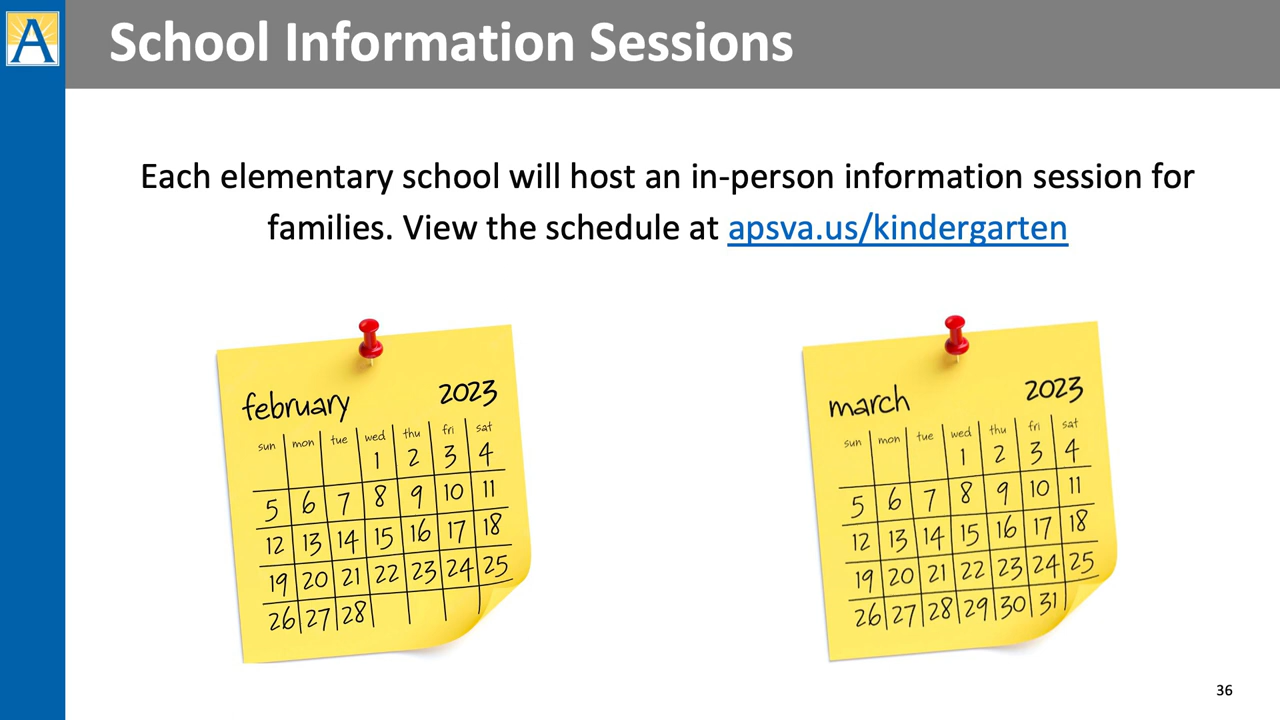 A
School Information Sessions
Each elementary school will host an in-person information session for
families. View the schedule at apsva.us/kindergarten
february 2023
sun mon tue wed thu fri sat
1 2 3 4
5 6 7 8 9 10 11
12 13 14 15 16 17 18
19 20 21 22 23 24 25
26 27 28
march 2023
sun mon tue wed thu fri sat
1 2 3 4
5 6 7 8 9 10 11
12 13 14 15 16 17 18
19 20 21 22 23 24 25
26 27 28 29 30 31
36